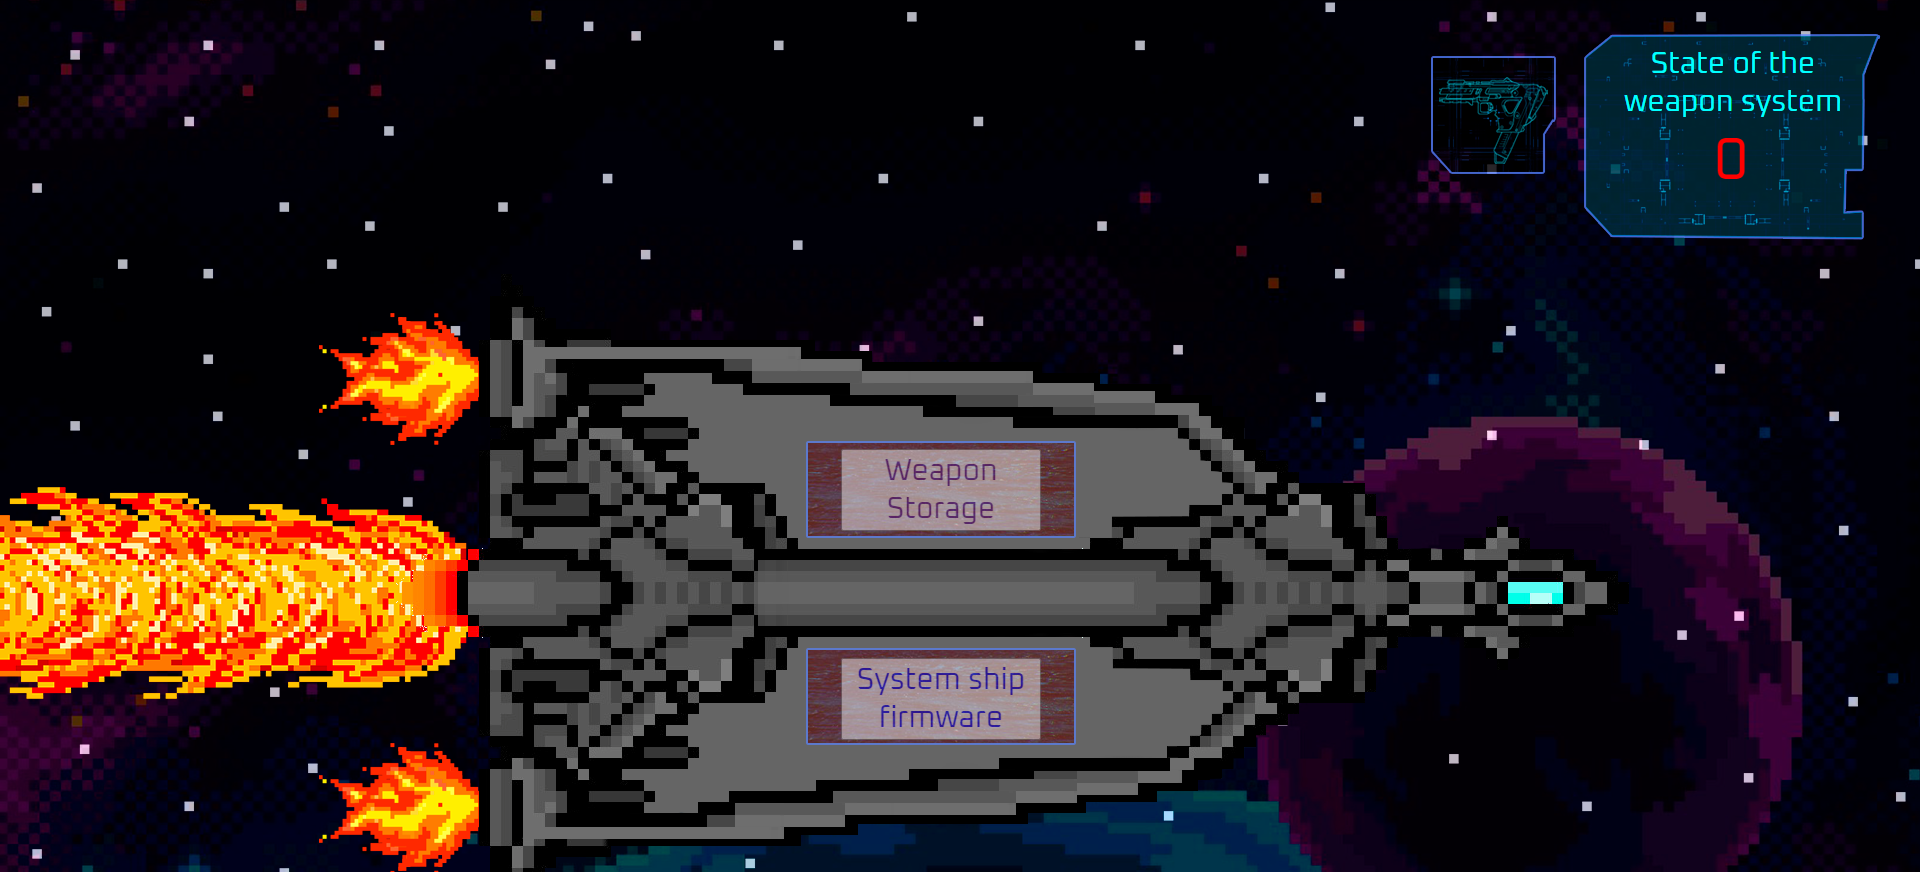 State of the
weapon system
0
Weapon
Storage
System ship
firmware